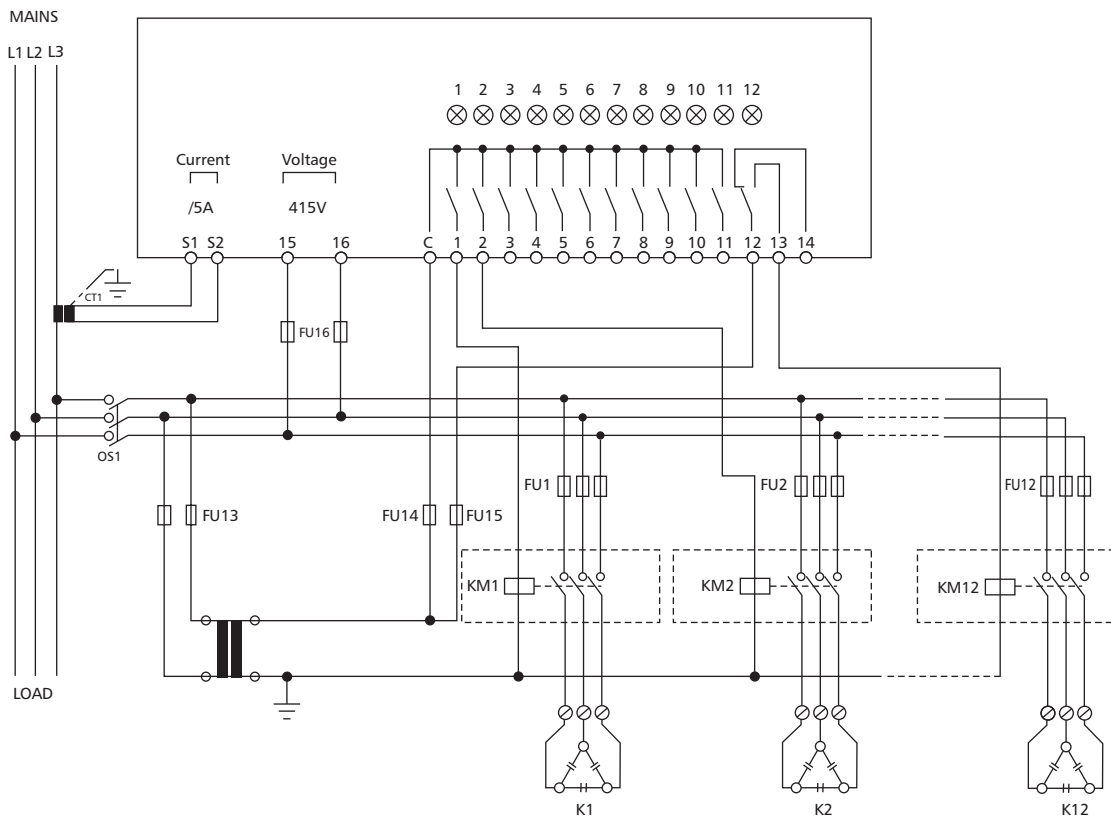 MAINS
L1 L2 L3
1 2 3 4 5 6 7 8 9 10 11 12
Current Voltage
/5A 415V
S1 S2 15 16 C 1 2 3 4 5 6 7 8 9 10 11 12 13 14
CT1
FU16
OS1
FU1 FU2 FU12
FU13 FU14 FU15
KM1 KM2 KM12
LOAD
K1 K2 K12